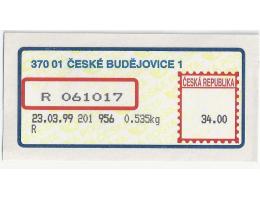 370 01 ČESKÉ BUDĚJOVICE 1
R 061017
ČESKÁ REPUBLIKA
34.00
23.03.99 201 956 0.535kg
R